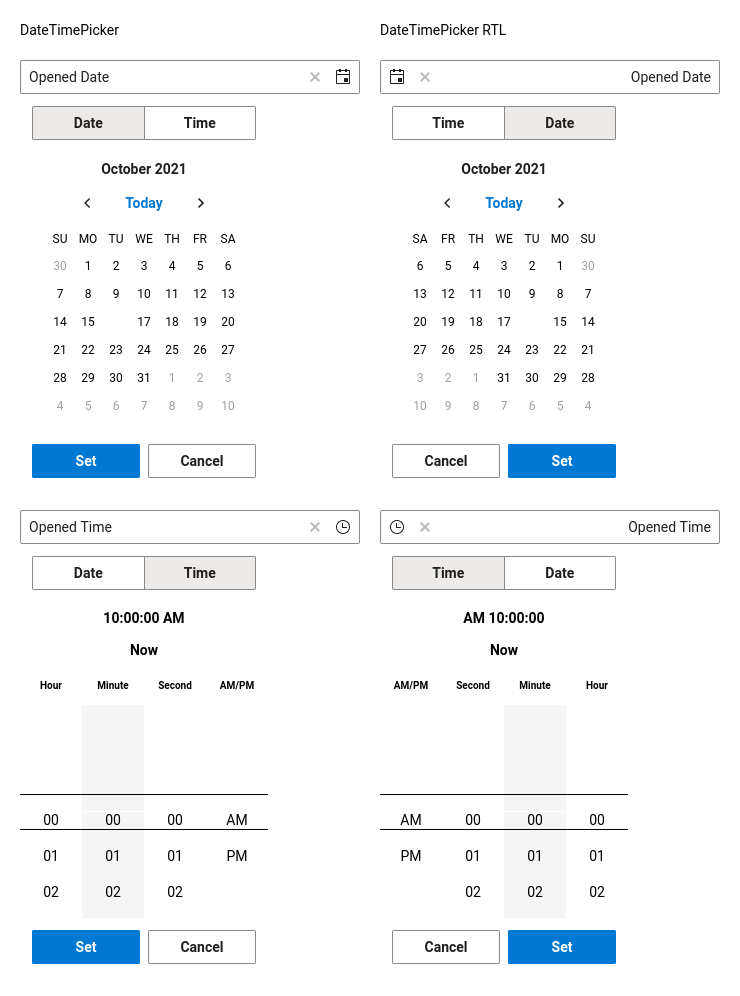 DateTimePicker
Opened Date
Date Time
October 2021
Today
SU MO TU WE TH FR SA
30 1 2 3 4 5 6
7 8 9 10 11 12 13
14 15 17 18 19 20
21 22 23 24 25 26 27
28 29 30 31 1 2 3
4 5 6 7 8 9 10
Set Cancel
Opened Time
Date Time
10:00:00 AM
Now
Hour Minute Second AM/PM
00 00 00 AM
01 01 01 PM
02 02 02
Set Cancel
DateTimePicker RTL
Opened Date
Time Date
October 2021
Today
SA FR TH WE TU MO SU
6 5 4 3 2 1 30
13 12 11 10 9 8 7
20 19 18 17 15 14
27 26 25 24 23 22 21
3 2 1 31 30 29 28
10 9 8 7 6 5 4
Cancel Set
Opened Time
Time Date
AM 10:00:00
Now
AM/PM Second Minute Hour
AM 00 00 00
PM 01 01 01
02 02 02
Cancel Set